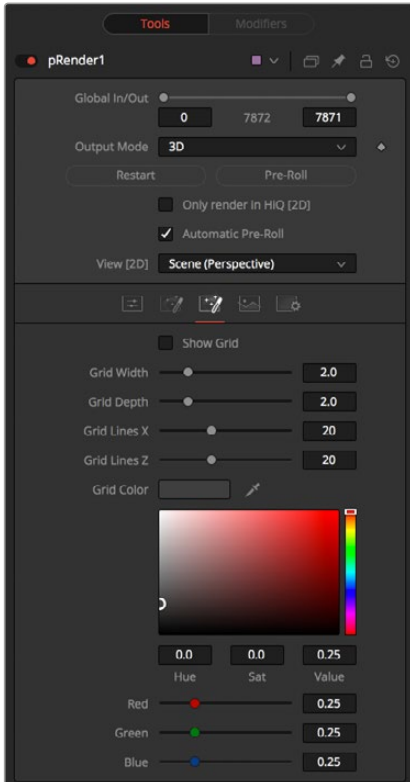 Tools Modifiers
pRender1
Global In/Out
0 7872 7871
Output Mode 3D
Restart Pre-Roll
Only render in HiQ [2D]
Automatic Pre-Roll
View [2D] Scene (Perspective)
Show Grid
Grid Width 2.0
Grid Depth 2.0
Grid Lines X 20
Grid Lines Z 20
Grid Color
0.0 0.0 0.25
Hue Sat Value
Red 0.25
Green 0.25
Blue 0.25